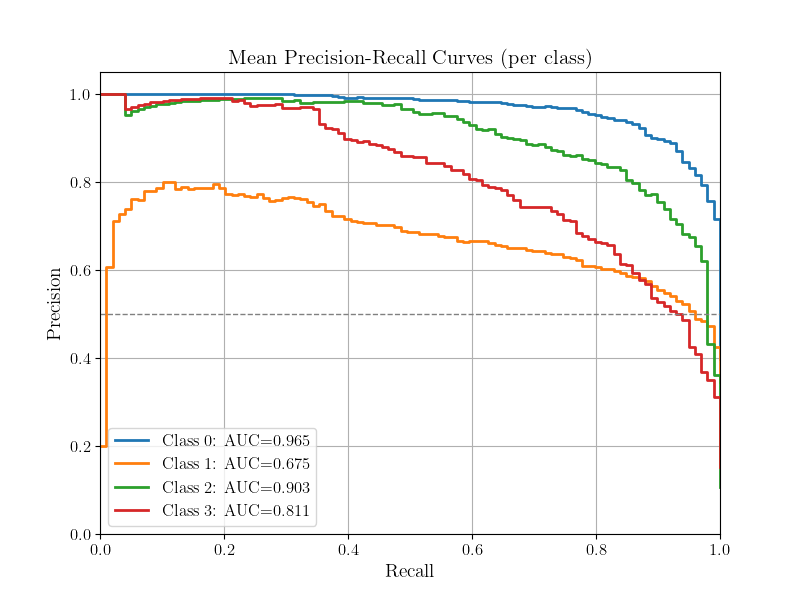 Mean Precision-Recall Curves (per class)
Precision
1.0
0.8
0.6
0.4
0.2
0.0
Class 0: AUC=0.965
Class 1: AUC=0.675
Class 2: AUC=0.903
Class 3: AUC=0.811
0.0 0.2 0.4 0.6 0.8 1.0
Recall